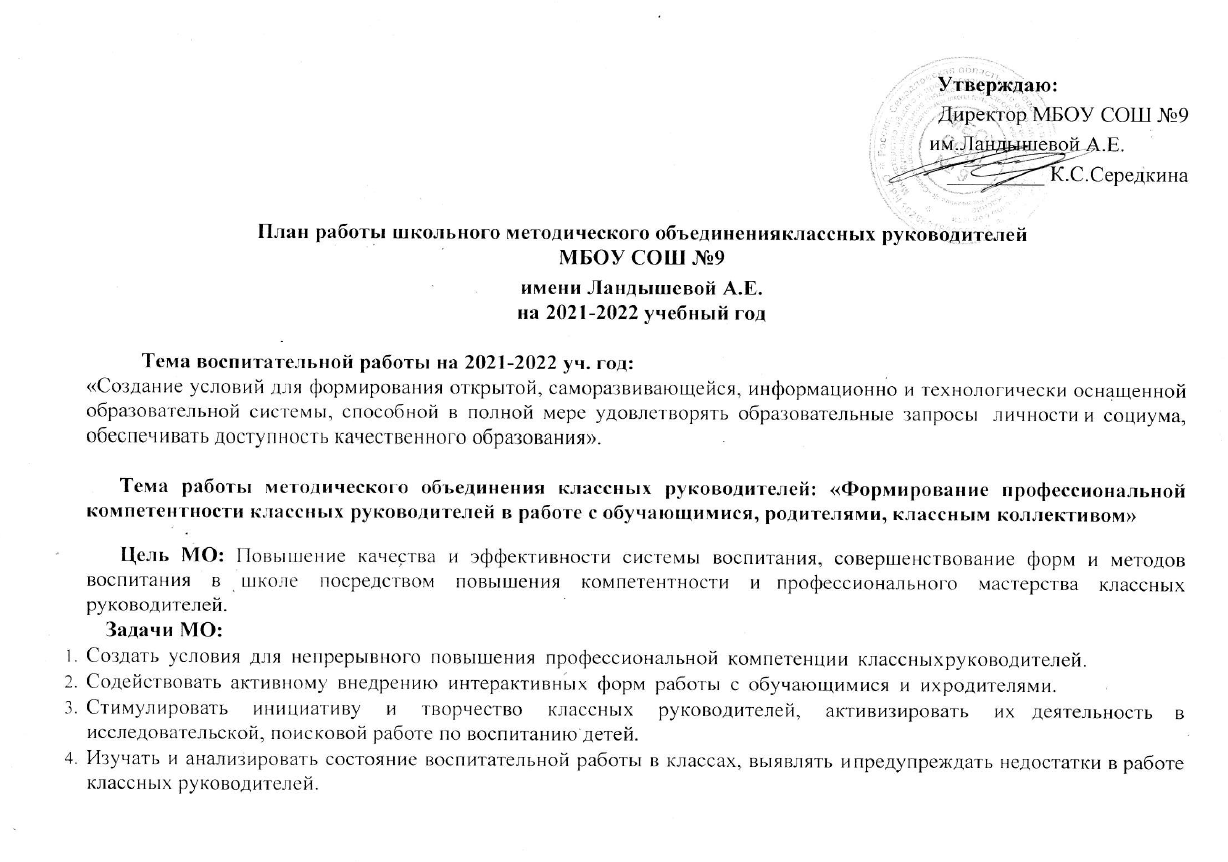 Утверждаю:
Директор МБОУ СОШ №9
им.Ландышевой А.Е.
_________ К.С.Середкина
План работы школьного методического объединенияклассных руководителей
МБОУ СОШ №9
имени Ландышевой А.Е.
на 2021-2022 учебный год
Тема воспитательной работы на 2021-2022 уч. год:
«Создание условий для формирования открытой, саморазвивающейся, информационно и технологически оснащенной
образовательной системы, способной в полной мере удовлетворять образовательные запросы личности и социума,
обеспечивать доступность качественного образования».
Тема работы методического объединения классных руководителей: «Формирование профессиональной
компетентности классных руководителей в работе с обучающимися, родителями, классным коллективом»
Цель МО: Повышение качества и эффективности системы воспитания, совершенствование форм и методов
воспитания в школе посредством повышения компетентности и профессионального мастерства классных
руководителей.
Задачи МО:
1. Создать условия для непрерывного повышения профессиональной компетенции классныхруководителей.
2. Содействовать активному внедрению интерактивных форм работы с обучающимися и ихродителями.
3. Стимулировать инициативу и творчество классных руководителей, активизировать их деятельность в
исследовательской, поисковой работе по воспитанию детей.
4. Изучать и анализировать состояние воспитательной работы в классах, выявлять ипредупреждать недостатки в работе
классных руководителей.